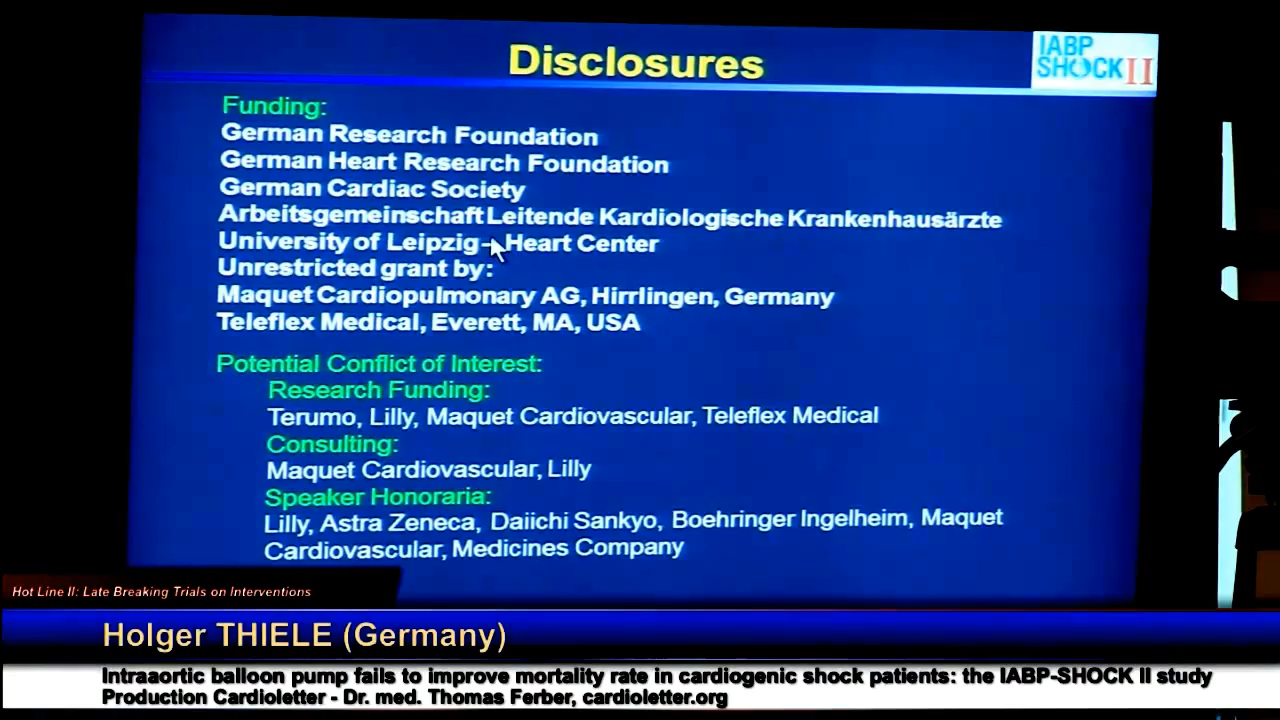 Disclosures
IABP
SHOCK II
Funding:
German Research Foundation
German Heart Research Foundation
German Cardiac Society
Arbeitsgemeinschaft Leitende Kardiologische Krankenhausärzte
University of Leipzig - Heart Center
Unrestricted grant by:
Maquet Cardiopulmonary AG, Hirrlingen, Germany
Teleflex Medical, Everett, MA, USA
Potential Conflict of Interest:
Research Funding:
Terumo, Lilly, Maquet Cardiovascular, Teleflex Medical
Consulting:
Maquet Cardiovascular, Lilly
Speaker Honoraria:
Lilly, Astra Zeneca, Daiichi Sankyo, Boehringer Ingelheim, Maquet
Cardiovascular, Medicines Company
Hot Line II: Late Breaking Trials on Interventions
Holger THIELE (Germany)
Intraaortic balloon pump fails to improve mortality rate in cardiogenic shock patients: the IABP-SHOCK II study
Production Cardioletter - Dr. med. Thomas Ferber, cardioletter.org